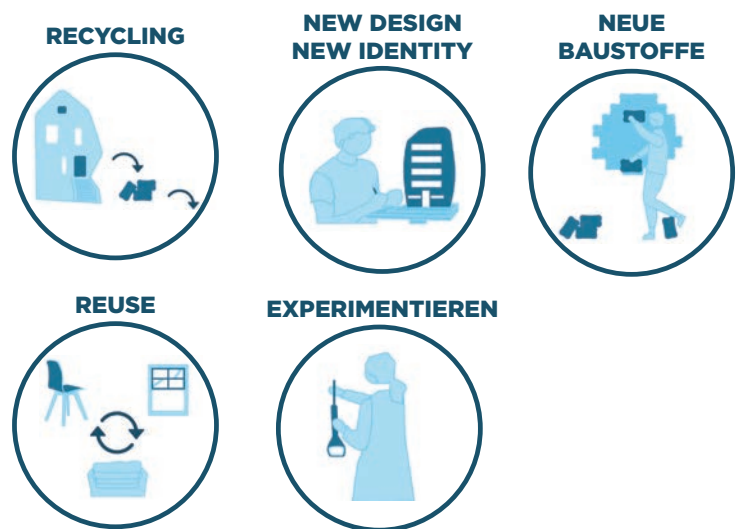 RECYCLING
NEW DESIGN
NEW IDENTITY
NEUE
BAUSTOFFE
REUSE
EXPERIMENTIEREN